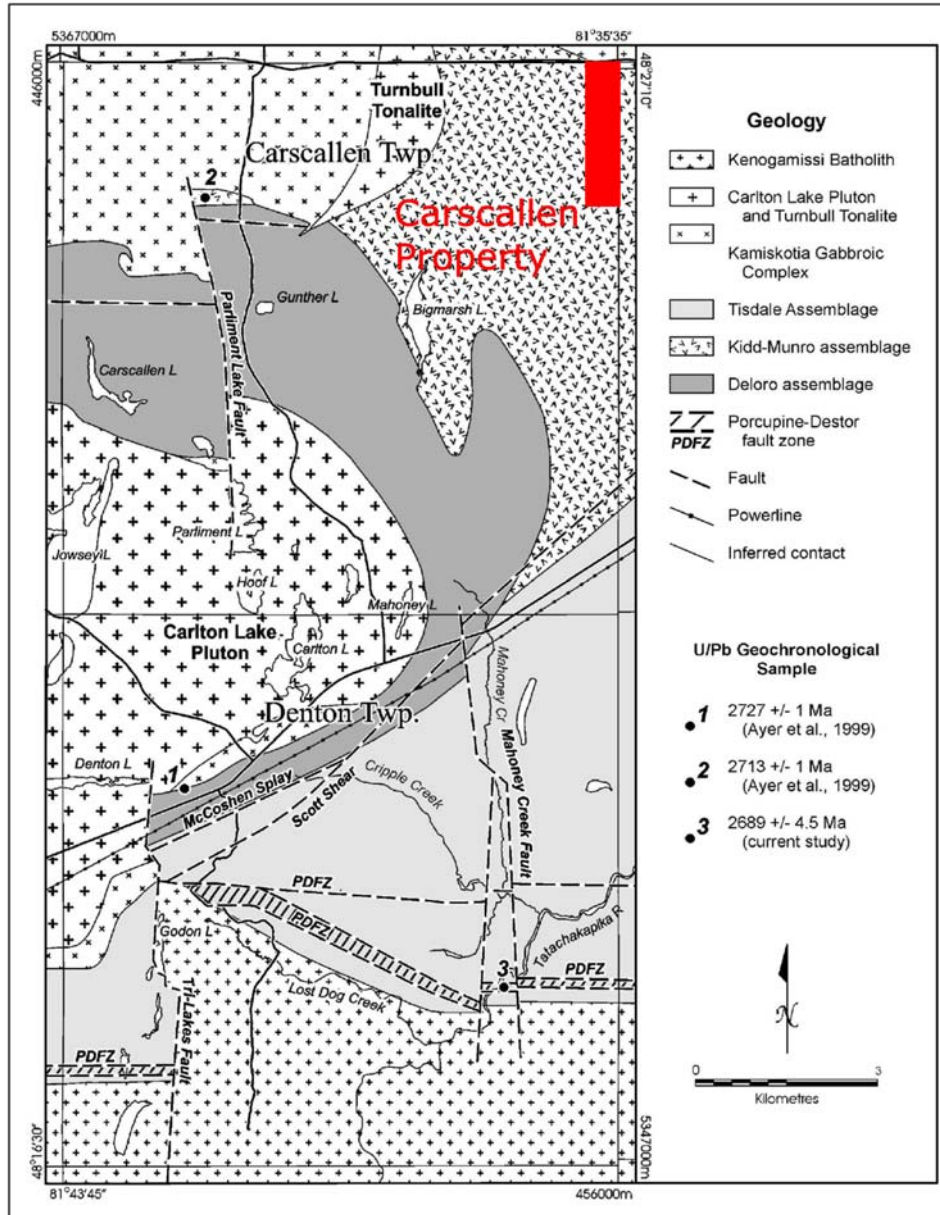 5367000m
81°35'35"
446000m
48°27'10"
Turnbull
Tonalite
Carscallen Twp.
2
Carscallen
Property
Gunther L
Bigmarsh L.
Parliment Lake Fault
Carscallen L
Parliment L
Jowsey L
Hoof L
Mahoney L
Carlton Lake
Pluton
Carlton L
Denton Twp.
Mahoney Cr
Denton L
1
McCoshen Splay
Scott Shear
Cripple Creek
Mahoney Creek Fault
PDFZ
PDFZ
Godon L
Tatachakapika R
3
PDFZ
Lost Dog Creek
Tri-Lakes Fault
PDFZ
48°16'30"
5347000m
81°43'45"
456000m
Geology
Kenogamissi Batholith
Carlton Lake Pluton
and Turnbull Tonalite
Kamiskotia Gabbroic
Complex
Tisdale Assemblage
Kidd-Munro assemblage
Deloro assemblage
Porcupine-Destor
PDFZ fault zone
Fault
Powerline
Inferred contact
U/Pb Geochronological
Sample
1 2727 +/- 1 Ma
(Ayer et al., 1999)
2 2713 +/- 1 Ma
(Ayer et al., 1999)
3 2689 +/- 4.5 Ma
(current study)
N
0 3
Kilometres